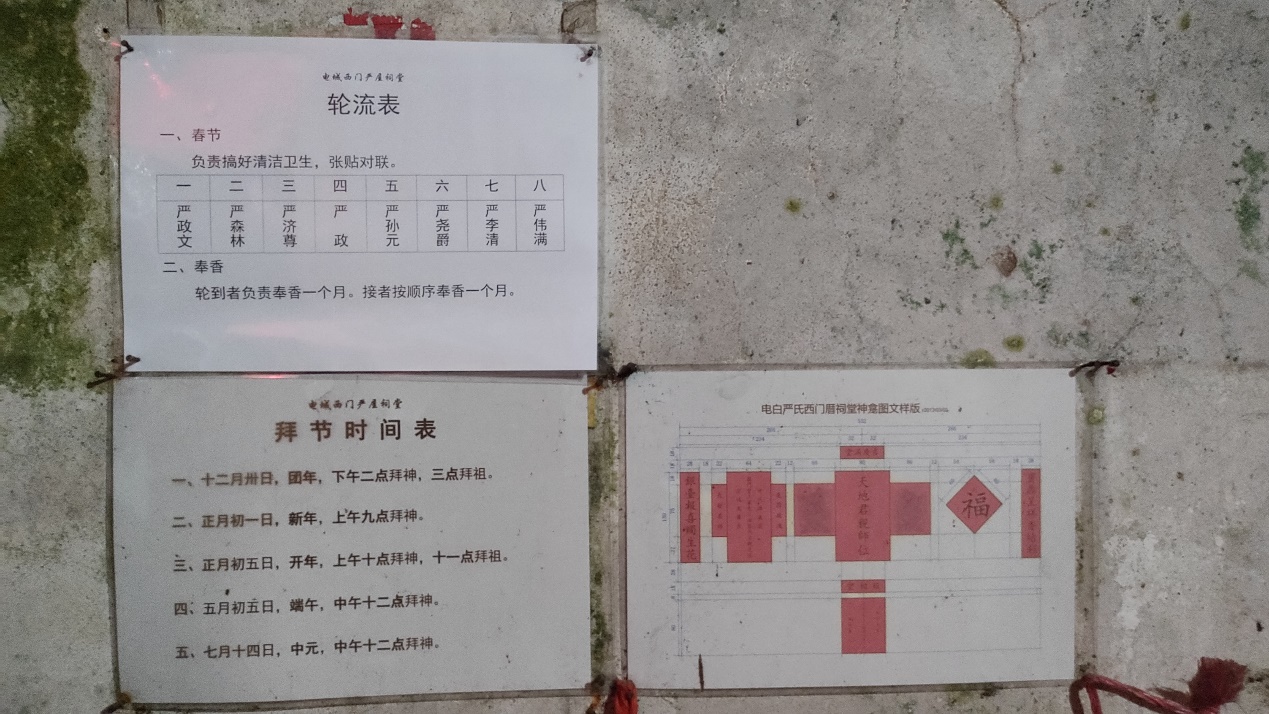 电城西门严屋祠堂
轮流表
一、春节
负责搞好清洁卫生，张贴对联。
一 二 三 四 五 六 七 八
严政文 严森林 严济尊 严政 严孙元 严尧爵 严李清 严伟满
二、奉香
轮到者负责奉香一个月。接者按顺序奉香一个月。
电城西门严屋祠堂
拜节时间表
一、十二月卅日，团年，下午二点拜神，三点拜祖。
二、正月初一日，新年，上午九点拜神。
三、正月初五日，开年，上午十点拜神，十一点拜祖。
四、五月初五日，端午，中午十二点拜神。
五、七月十四日，中元，中午十二点拜神。
电白严氏西门厝祠堂神龛图文样版
銀臺報喜燭生花
天地君親師位
福